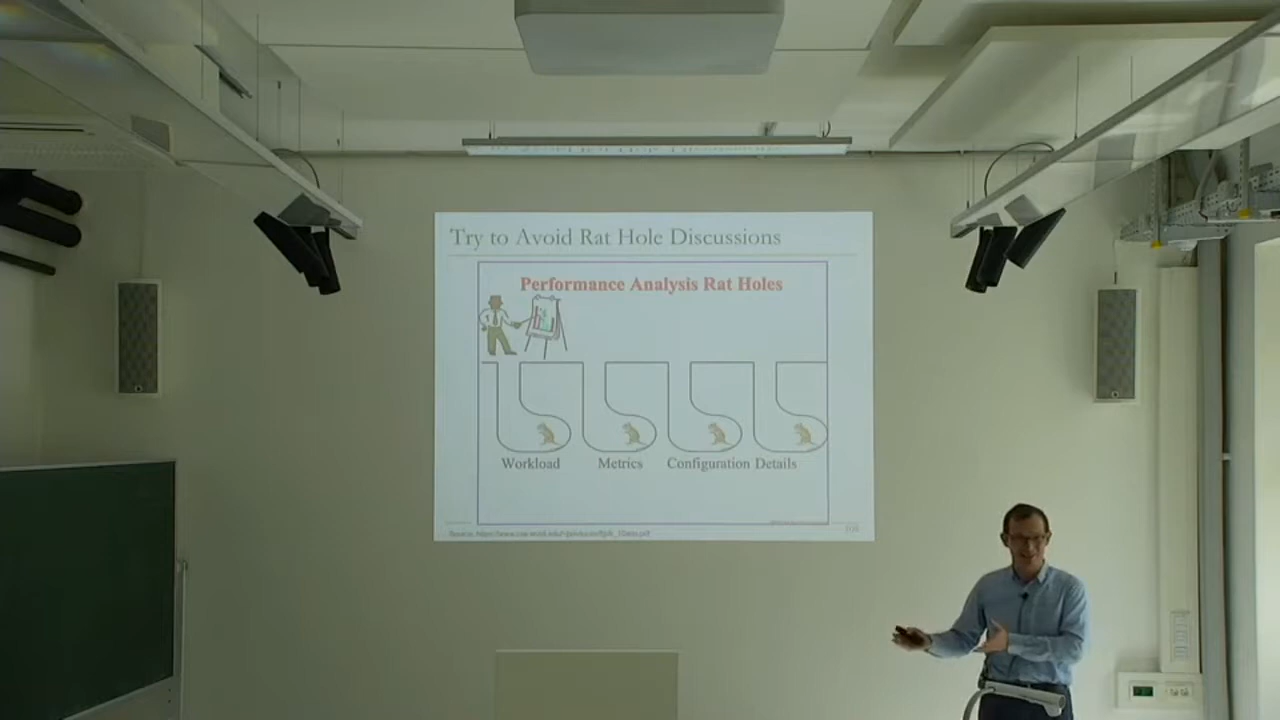 Try to Avoid Rat Hole Discussions
Performance Analysis Rat Holes
Workload Metrics Configuration Details